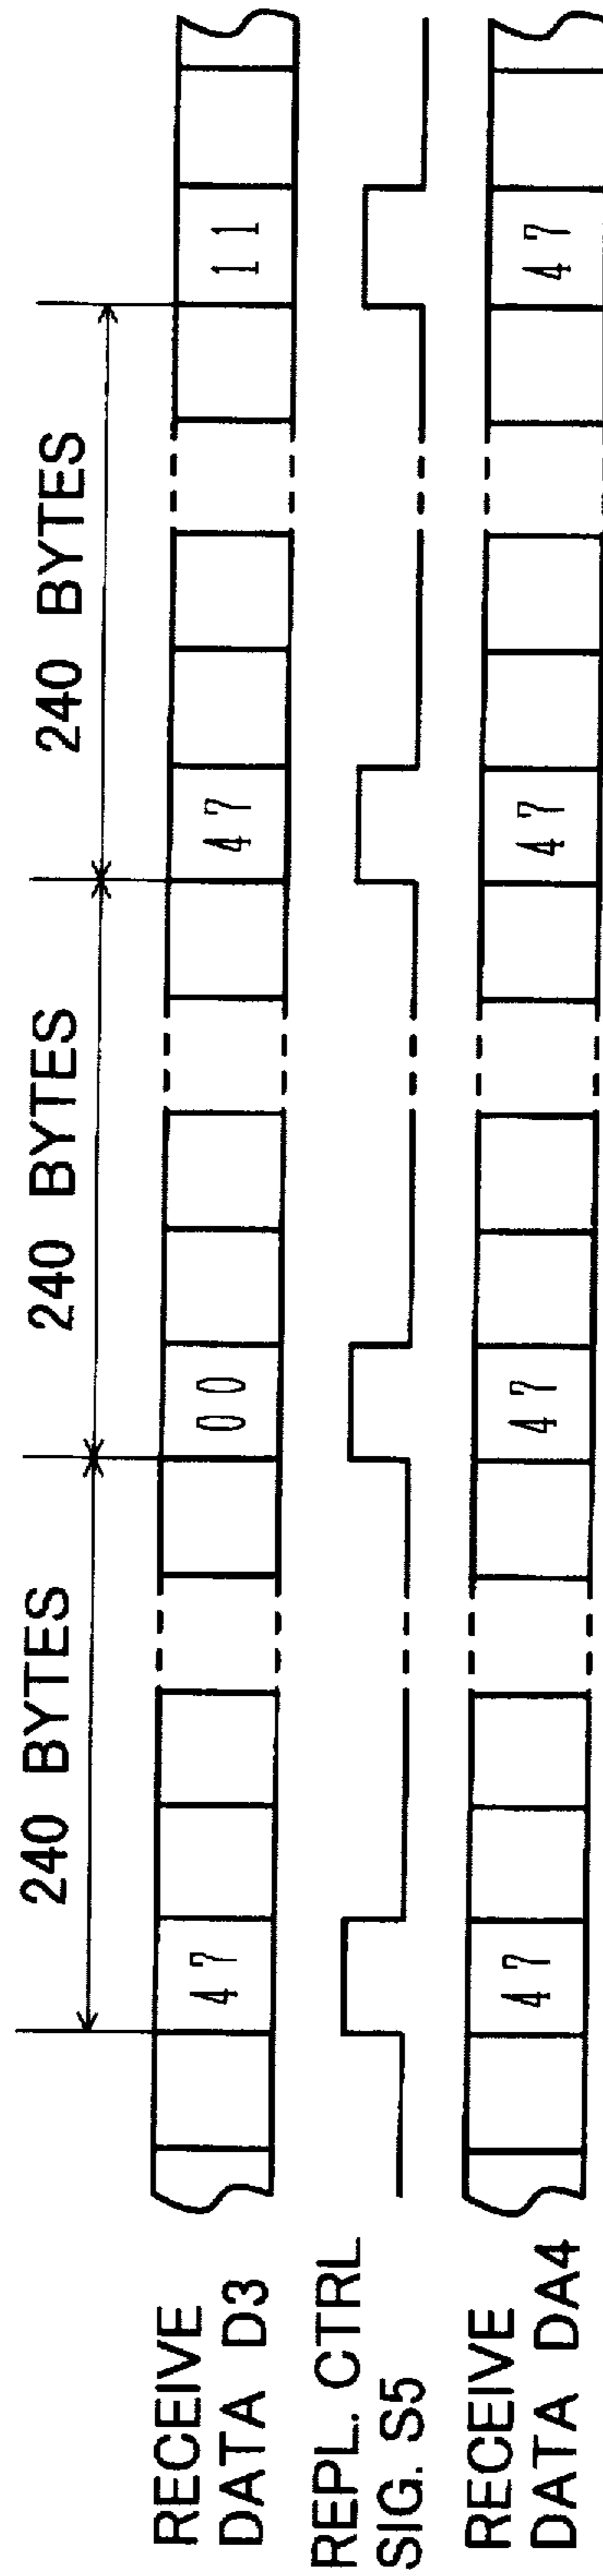 240 BYTES 240 BYTES 240 BYTES
RECEIVE
DATA D3
47 00 47 11
REPL. CTRL
SIG. S5
RECEIVE
DATA DA4
47 47 47 47